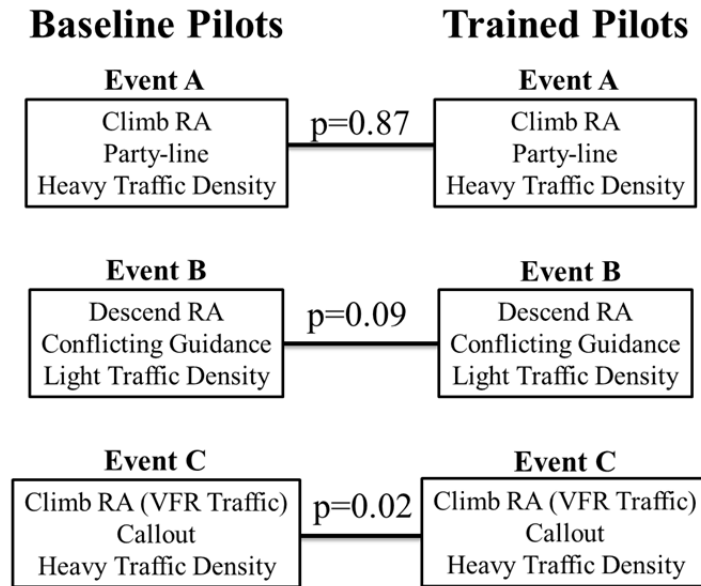 Baseline Pilots Trained Pilots
Event A Event A
Climb RA p=0.87 Climb RA
Party-line Party-line
Heavy Traffic Density Heavy Traffic Density
Event B Event B
Descend RA p=0.09 Descend RA
Conflicting Guidance Conflicting Guidance
Light Traffic Density Light Traffic Density
Event C Event C
Climb RA (VFR Traffic) p=0.02 Climb RA (VFR Traffic)
Callout Callout
Heavy Traffic Density Heavy Traffic Density